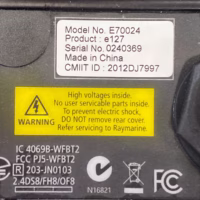 Model No. E70024
Product : e127
Serial No. 0240369
Made in China
CMIIT ID : 2012DJ7997
WARNING
High voltages inside.
No user servicable parts inside.
To prevent electric shock,
DO NOT remove rear cover.
Refer servicing to Raymarine
IC 4069B-WFBT2
FCC PJ5-WFBT2
R 203-JN0103
2.4DS8/FH8/OF8
N16821
FC